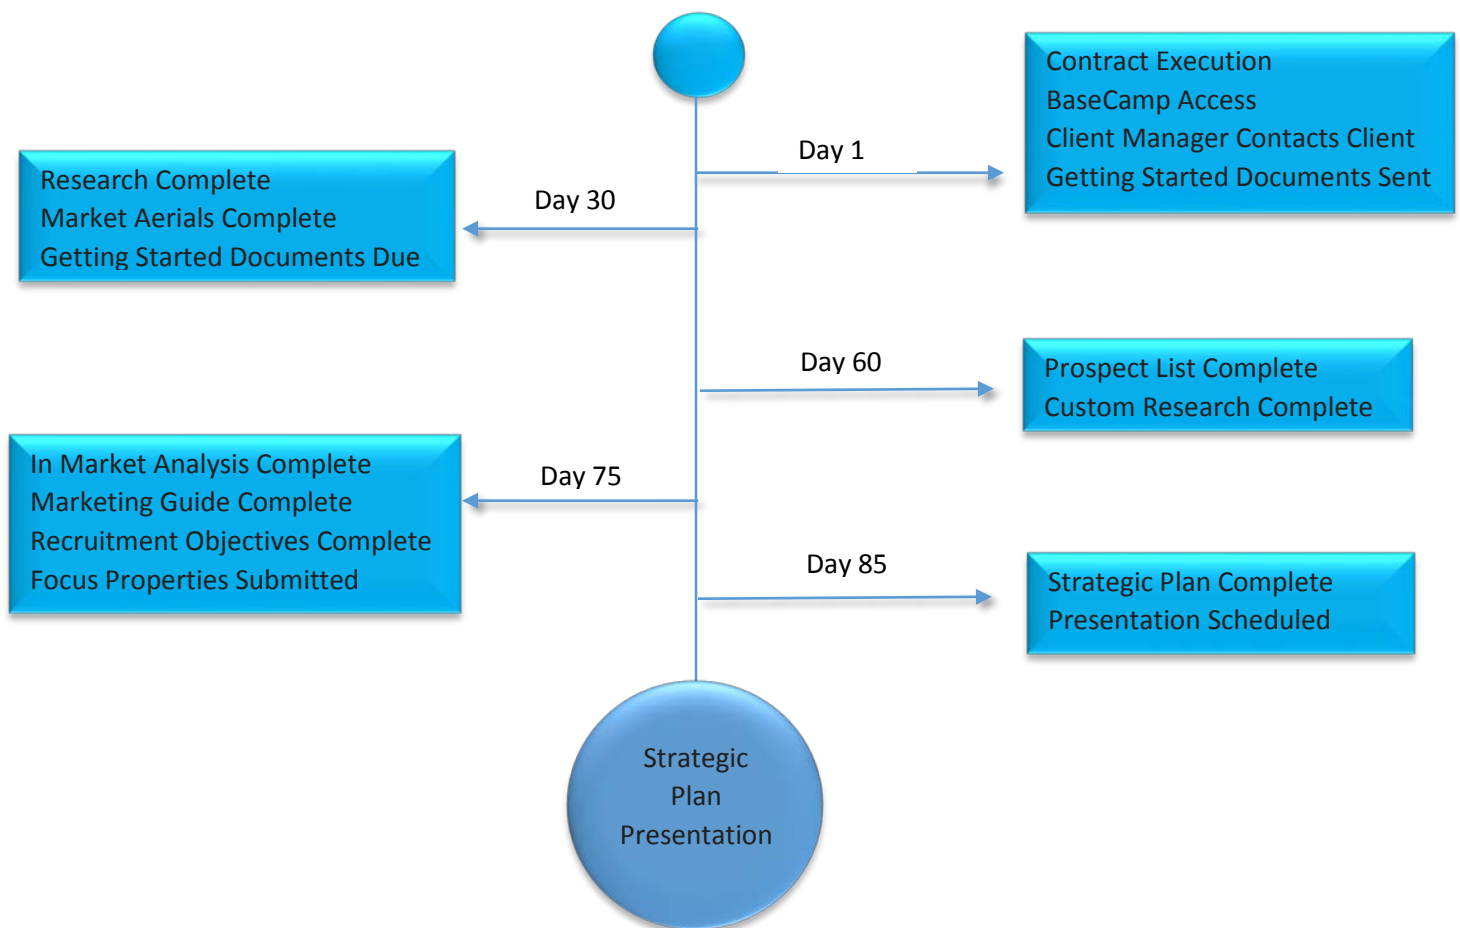 Day 1
Contract Execution
BaseCamp Access
Client Manager Contacts Client
Getting Started Documents Sent
Day 30
Research Complete
Market Aerials Complete
Getting Started Documents Due
Day 60
Prospect List Complete
Custom Research Complete
Day 75
In Market Analysis Complete
Marketing Guide Complete
Recruitment Objectives Complete
Focus Properties Submitted
Day 85
Strategic Plan Complete
Presentation Scheduled
Strategic
Plan
Presentation